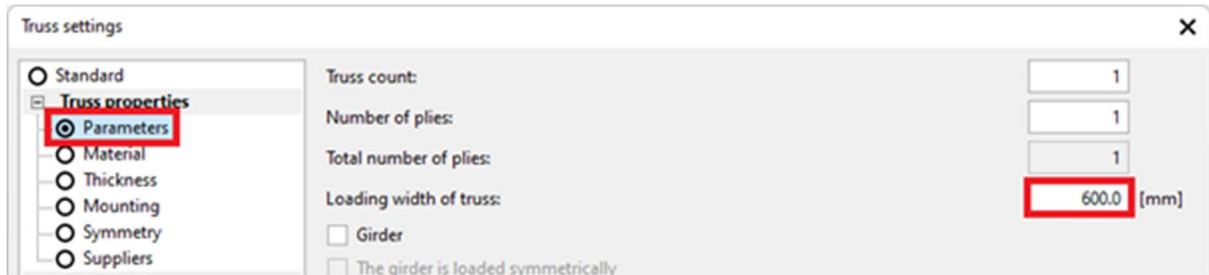 Truss settings
Standard
Truss properties
Parameters
Material
Thickness
Mounting
Symmetry
Suppliers
Truss count: 1
Number of plies: 1
Total number of plies: 1
Loading width of truss: 600.0 [mm]
Girder
The girder is loaded symmetrically